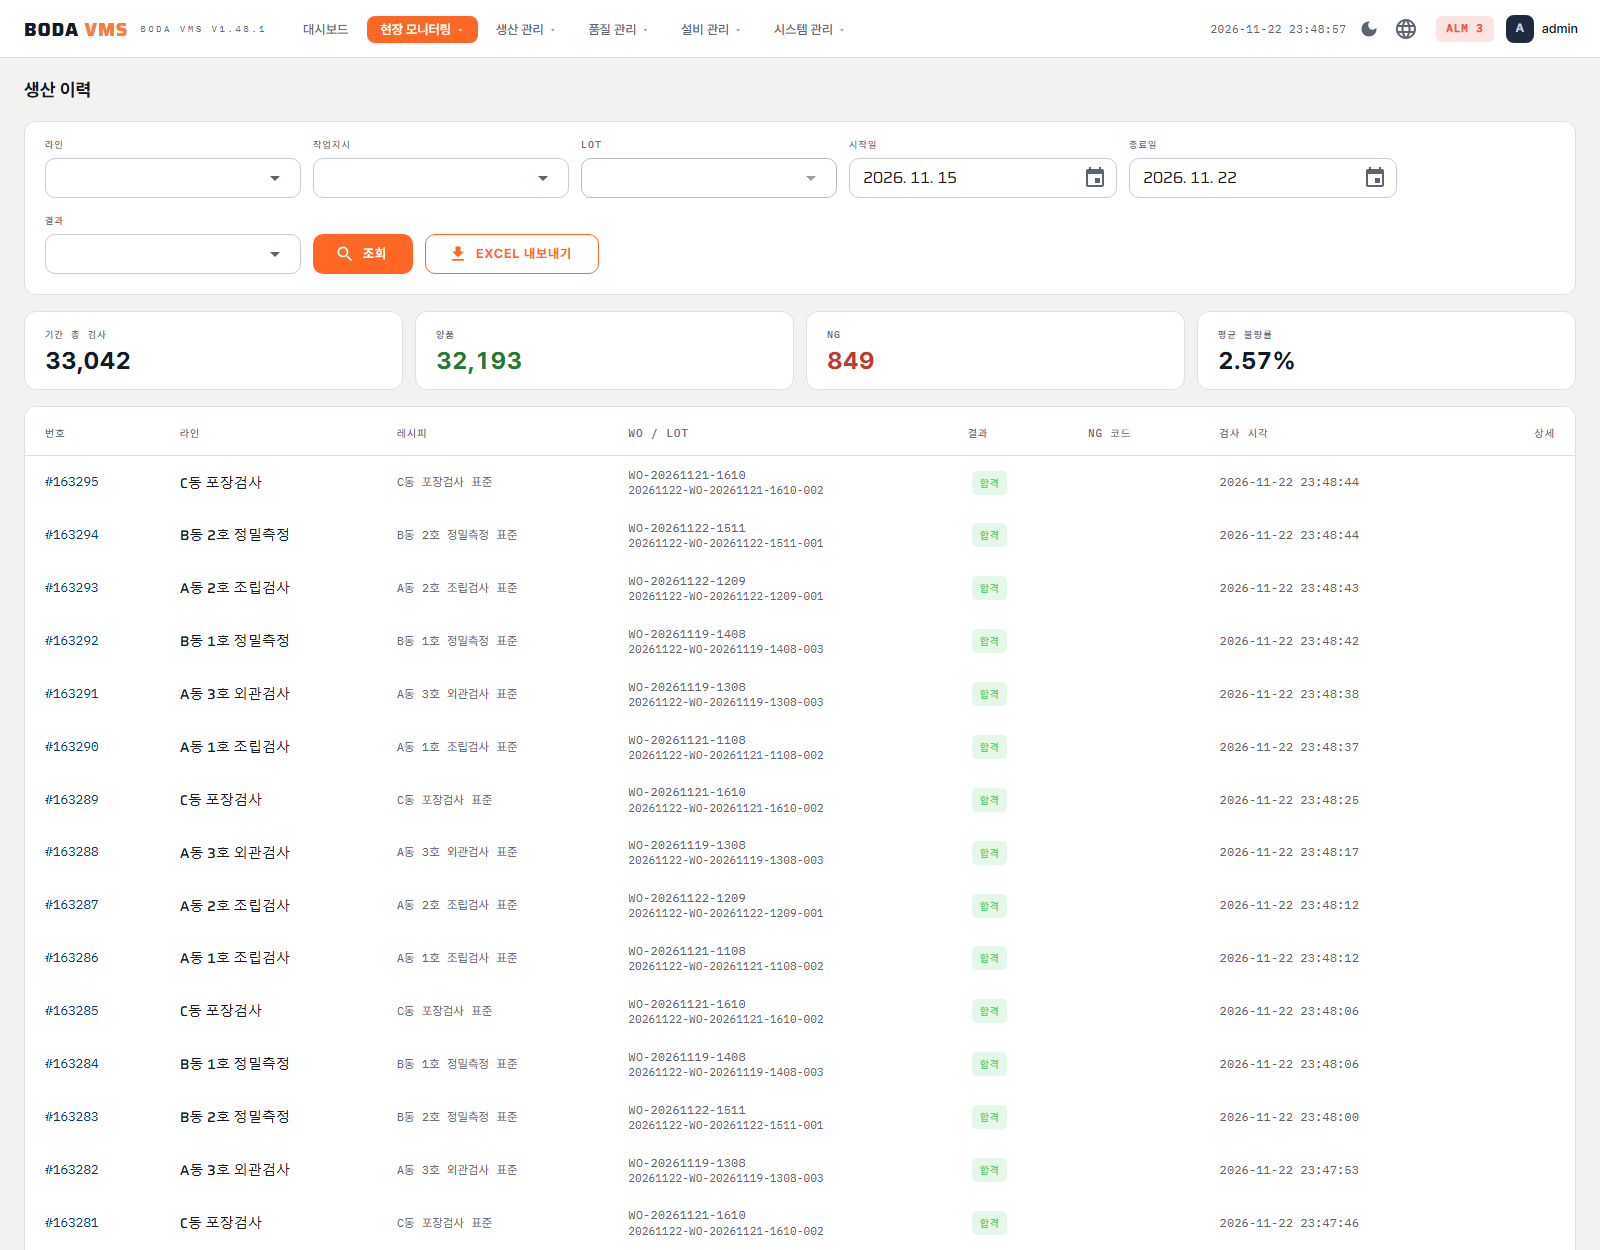 BODA VMS BODA VMS V1.48.1 대시보드 현장 모니터링 생산 관리 품질 관리 설비 관리 시스템 관리 2026-11-22 23:48:57 ALM 3 A admin
생산 이력
라인 작업지시 LOT 시작일 종료일
2026. 11. 15 2026. 11. 22
결과
조회 EXCEL 내보내기
기간 총 검사 양품 NG 평균 불량률
33,042 32,193 849 2.57%
번호 라인 레시피 WO / LOT 결과 NG 코드 검사 시각 상세
#163295 C동 포장검사 C동 포장검사 표준 WO-20261121-1610 합격 2026-11-22 23:48:44
20261122-WO-20261121-1610-002
#163294 B동 2호 정밀측정 B동 2호 정밀측정 표준 WO-20261122-1511 합격 2026-11-22 23:48:44
20261122-WO-20261122-1511-001
#163293 A동 2호 조립검사 A동 2호 조립검사 표준 WO-20261122-1209 합격 2026-11-22 23:48:43
20261122-WO-20261122-1209-001
#163292 B동 1호 정밀측정 B동 1호 정밀측정 표준 WO-20261119-1408 합격 2026-11-22 23:48:42
20261122-WO-20261119-1408-003
#163291 A동 3호 외관검사 A동 3호 외관검사 표준 WO-20261119-1308 합격 2026-11-22 23:48:38
20261122-WO-20261119-1308-003
#163290 A동 1호 조립검사 A동 1호 조립검사 표준 WO-20261121-1108 합격 2026-11-22 23:48:37
20261122-WO-20261121-1108-002
#163289 C동 포장검사 C동 포장검사 표준 WO-20261121-1610 합격 2026-11-22 23:48:25
20261122-WO-20261121-1610-002
#163288 A동 3호 외관검사 A동 3호 외관검사 표준 WO-20261119-1308 합격 2026-11-22 23:48:17
20261122-WO-20261119-1308-003
#163287 A동 2호 조립검사 A동 2호 조립검사 표준 WO-20261122-1209 합격 2026-11-22 23:48:12
20261122-WO-20261122-1209-001
#163286 A동 1호 조립검사 A동 1호 조립검사 표준 WO-20261121-1108 합격 2026-11-22 23:48:12
20261122-WO-20261121-1108-002
#163285 C동 포장검사 C동 포장검사 표준 WO-20261121-1610 합격 2026-11-22 23:48:06
20261122-WO-20261121-1610-002
#163284 B동 1호 정밀측정 B동 1호 정밀측정 표준 WO-20261119-1408 합격 2026-11-22 23:48:06
20261122-WO-20261119-1408-003
#163283 B동 2호 정밀측정 B동 2호 정밀측정 표준 WO-20261122-1511 합격 2026-11-22 23:48:00
20261122-WO-20261122-1511-001
#163282 A동 3호 외관검사 A동 3호 외관검사 표준 WO-20261119-1308 합격 2026-11-22 23:47:53
20261122-WO-20261119-1308-003
#163281 C동 포장검사 C동 포장검사 표준 WO-20261121-1610 합격 2026-11-22 23:47:46
20261122-WO-20261121-1610-002